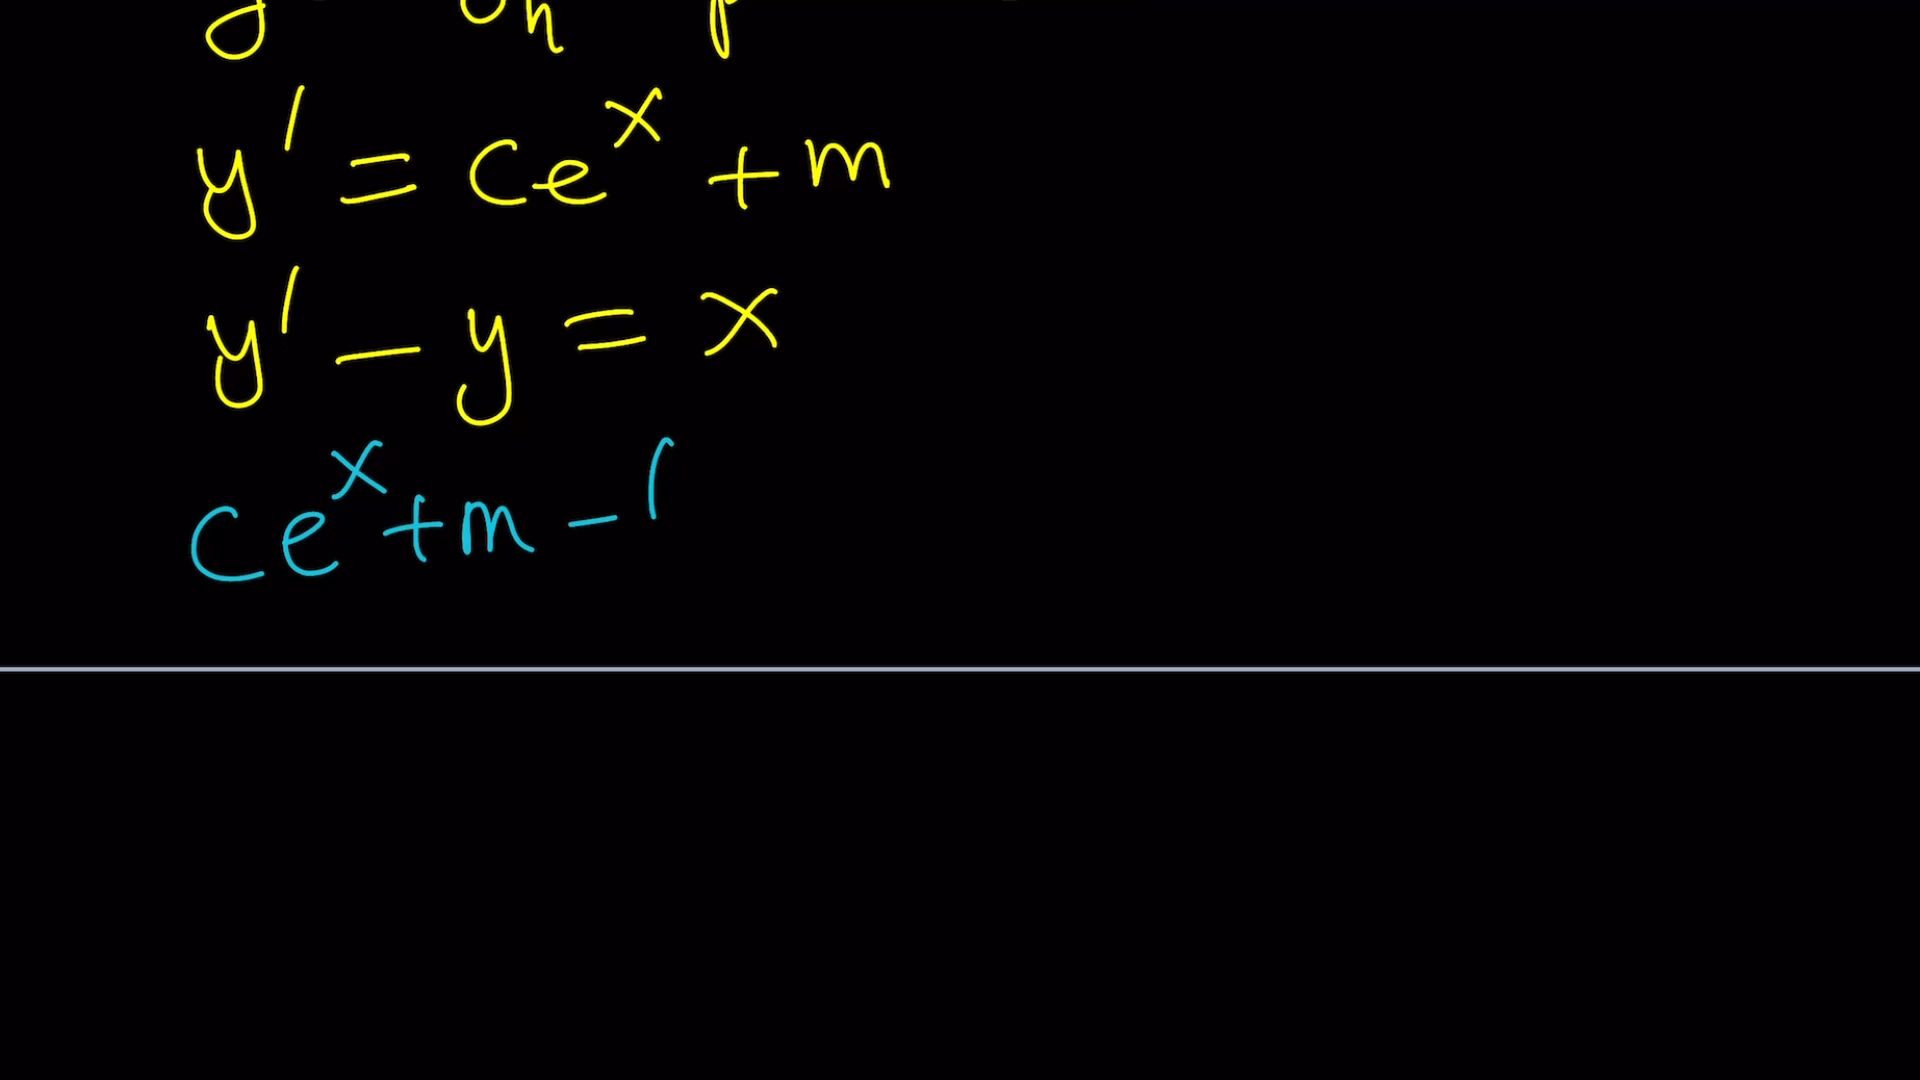 y' = ce^x + m
y' - y = x
ce^x + m - (